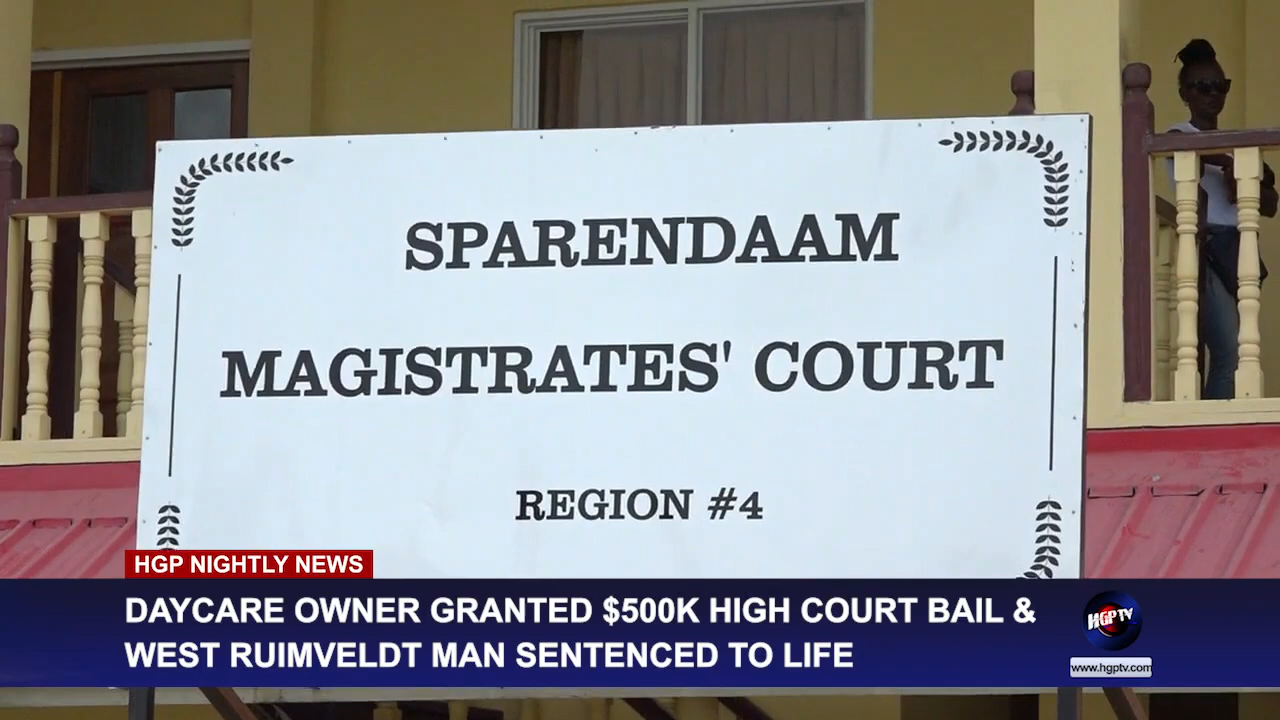 SPARENDAAM
MAGISTRATES' COURT
REGION #4
HGP NIGHTLY NEWS
DAYCARE OWNER GRANTED $500K HIGH COURT BAIL &
WEST RUIMVELDT MAN SENTENCED TO LIFE
HGPTV
www.hgptv.com